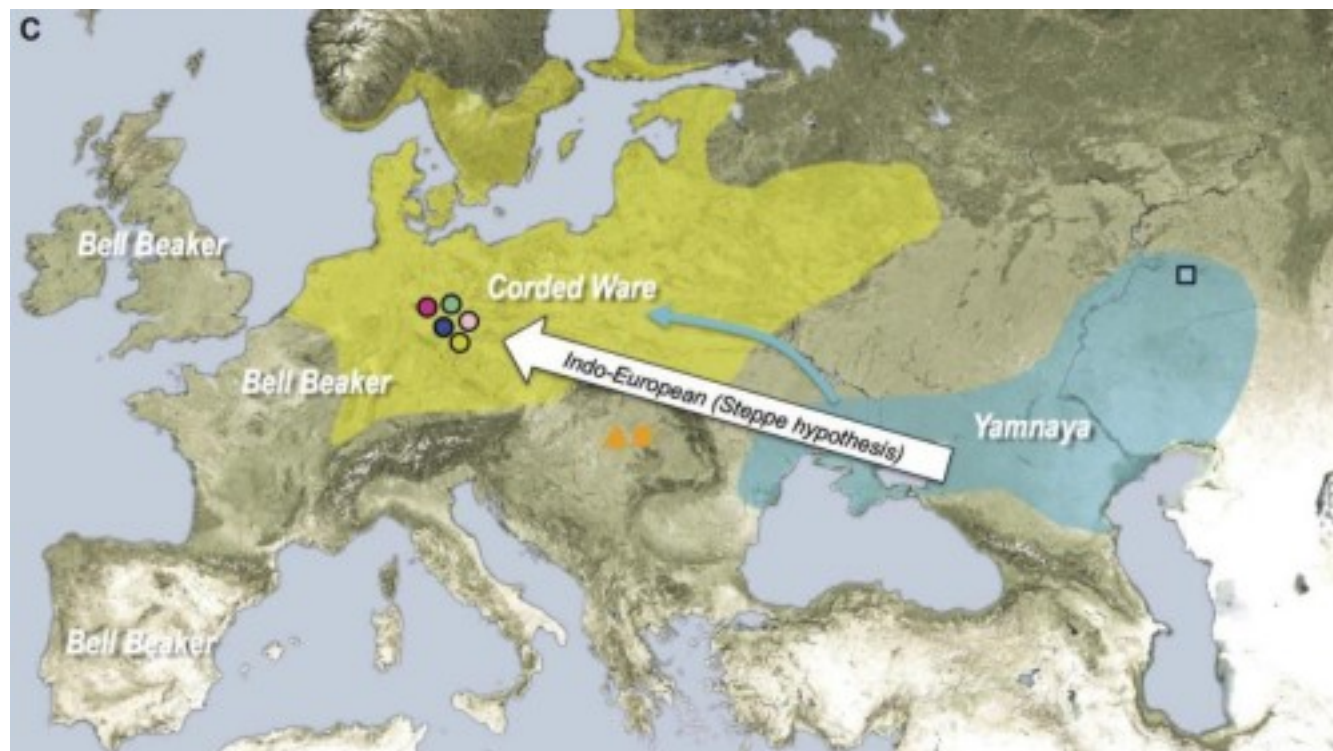 C
Bell Beaker
Corded Ware
Bell Beaker
Indo-European (Steppe hypothesis)
Yamnaya
Bell Beaker